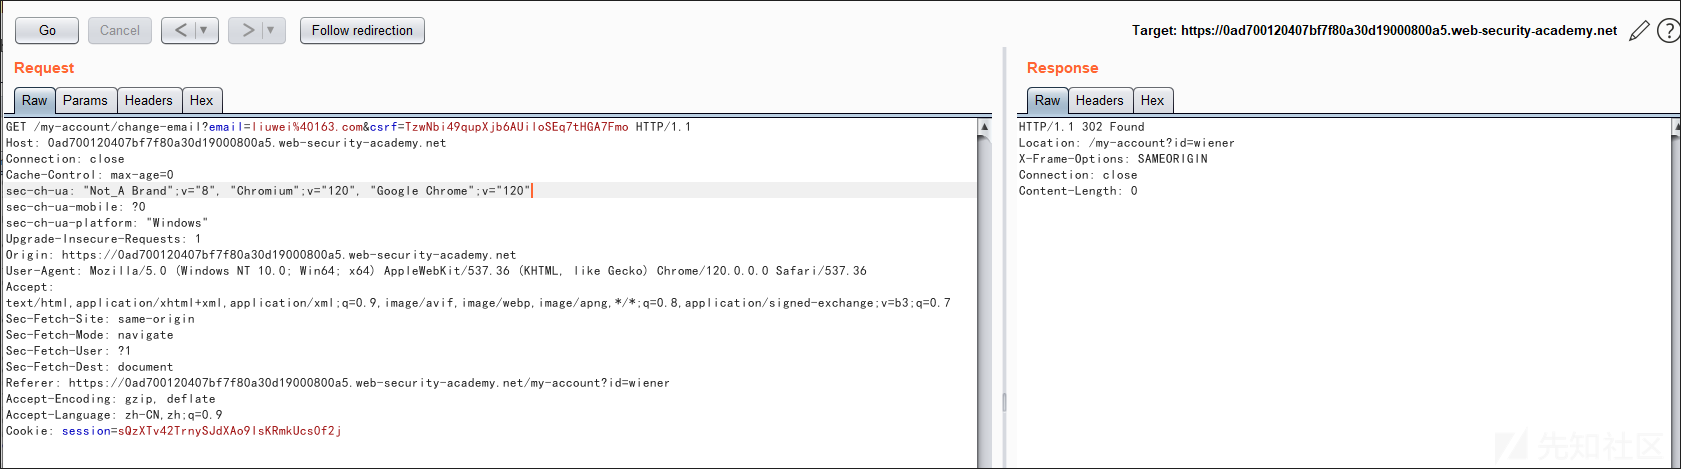 Go
Cancel
<
>
Follow redirection
Target: https://0ad700120407bf7f80a30d19000800a5.web-security-academy.net
?
Request
Raw
Params
Headers
Hex
GET /my-account/change-email?email=liuwei%40163.com&csrf=TzwNbi49qupXjb6AUiloSEq7tHGA7Fmo HTTP/1.1
Host: 0ad700120407bf7f80a30d19000800a5.web-security-academy.net
Connection: close
Cache-Control: max-age=0
sec-ch-ua: "Not_A Brand";v="8", "Chromium";v="120", "Google Chrome";v="120"
sec-ch-ua-mobile: ?0
sec-ch-ua-platform: "Windows"
Upgrade-Insecure-Requests: 1
Origin: https://0ad700120407bf7f80a30d19000800a5.web-security-academy.net
User-Agent: Mozilla/5.0 (Windows NT 10.0; Win64; x64) AppleWebKit/537.36 (KHTML, like Gecko) Chrome/120.0.0.0 Safari/537.36
Accept:
text/html,application/xhtml+xml,application/xml;q=0.9,image/avif,image/webp,image/apng,*/*;q=0.8,application/signed-exchange;v=b3;q=0.7
Sec-Fetch-Site: same-origin
Sec-Fetch-Mode: navigate
Sec-Fetch-User: ?1
Sec-Fetch-Dest: document
Referer: https://0ad700120407bf7f80a30d19000800a5.web-security-academy.net/my-account?id=wiener
Accept-Encoding: gzip, deflate
Accept-Language: zh-CN,zh;q=0.9
Cookie: session=sQzXTv42TrnySJdXAo9IsKRmkUcs0f2j
Response
Raw
Headers
Hex
HTTP/1.1 302 Found
Location: /my-account?id=wiener
X-Frame-Options: SAMEORIGIN
Connection: close
Content-Length: 0
先知社区